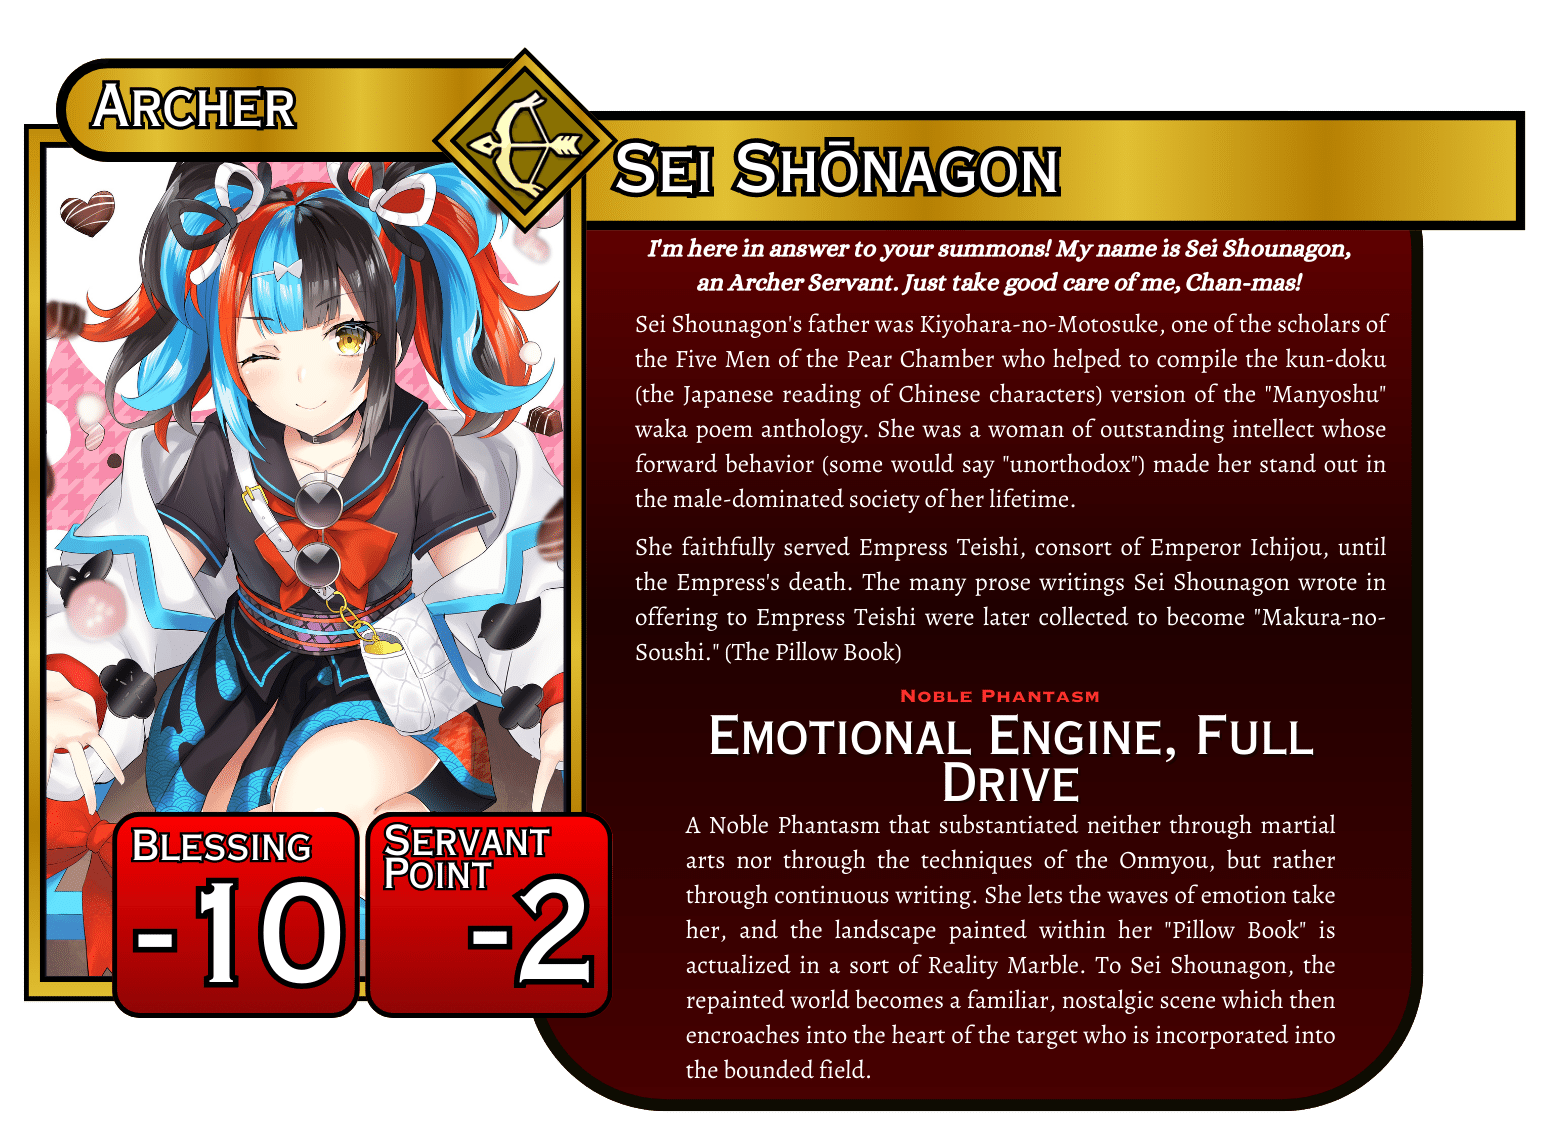 Archer
Sei Shōnagon
I'm here in answer to your summons! My name is Sei Shounagon,
an Archer Servant. Just take good care of me, Chan-mas!
Sei Shounagon's father was Kiyohara-no-Motosuke, one of the scholars of
the Five Men of the Pear Chamber who helped to compile the kun-doku
(the Japanese reading of Chinese characters) version of the "Manyoshu"
waka poem anthology. She was a woman of outstanding intellect whose
forward behavior (some would say "unorthodox") made her stand out in
the male-dominated society of her lifetime.
She faithfully served Empress Teishi, consort of Emperor Ichijou, until
the Empress's death. The many prose writings Sei Shounagon wrote in
offering to Empress Teishi were later collected to become "Makura-no-
Soushi." (The Pillow Book)
Noble Phantasm
Emotional Engine, Full
Drive
A Noble Phantasm that substantiated neither through martial
arts nor through the techniques of the Onmyou, but rather
through continuous writing. She lets the waves of emotion take
her, and the landscape painted within her "Pillow Book" is
actualized in a sort of Reality Marble. To Sei Shounagon, the
repainted world becomes a familiar, nostalgic scene which then
encroaches into the heart of the target who is incorporated into
the bounded field.
Blessing
-10
Servant
Point
-2